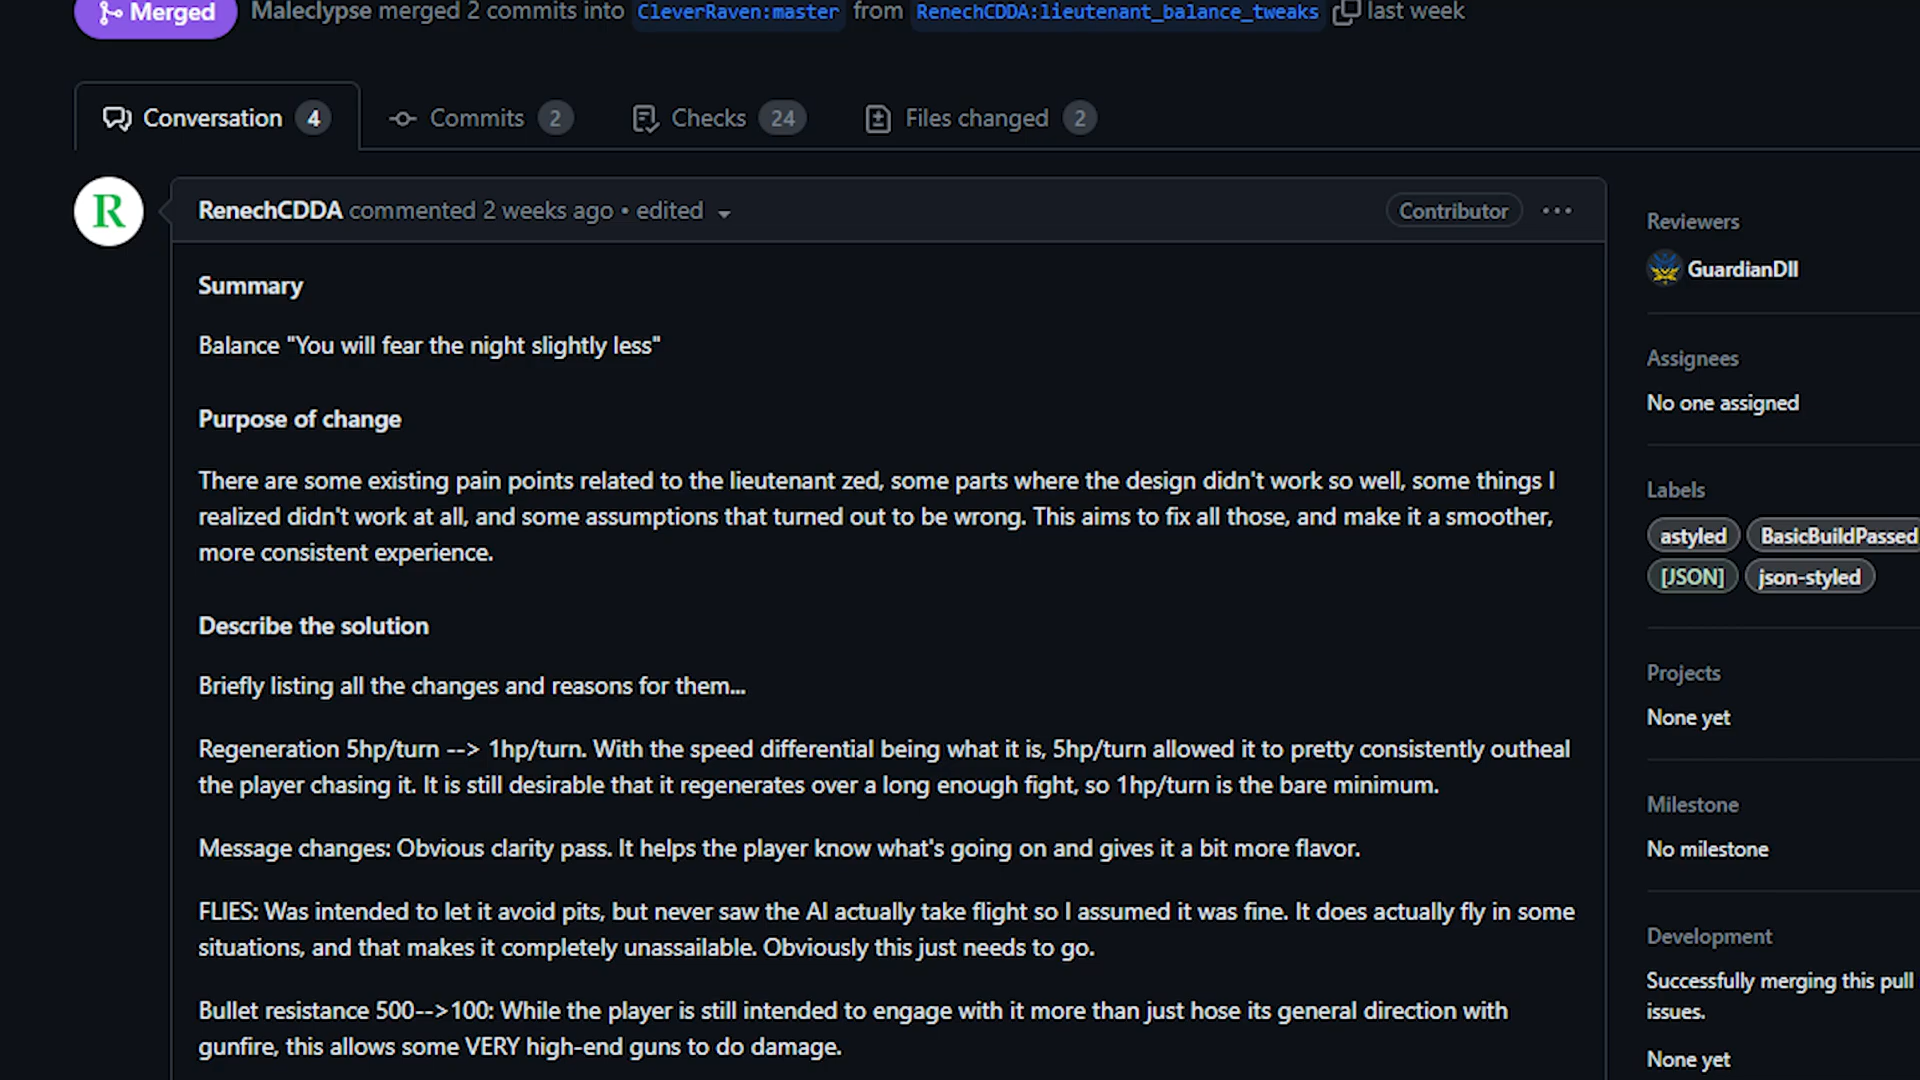 Merged Maleclypse merged 2 commits into CleverRaven:master from RenechCDDA:lieutenant_balance_tweaks last week
Conversation 4 Commits 2 Checks 24 Files changed 2
R
RenechCDDA commented 2 weeks ago • edited Contributor
Summary
Balance "You will fear the night slightly less"
Purpose of change
There are some existing pain points related to the lieutenant zed, some parts where the design didn't work so well, some things I
realized didn't work at all, and some assumptions that turned out to be wrong. This aims to fix all those, and make it a smoother,
more consistent experience.
Describe the solution
Briefly listing all the changes and reasons for them...
Regeneration 5hp/turn --> 1hp/turn. With the speed differential being what it is, 5hp/turn allowed it to pretty consistently outheal
the player chasing it. It is still desirable that it regenerates over a long enough fight, so 1hp/turn is the bare minimum.
Message changes: Obvious clarity pass. It helps the player know what's going on and gives it a bit more flavor.
FLIES: Was intended to let it avoid pits, but never saw the AI actually take flight so I assumed it was fine. It does actually fly in some
situations, and that makes it completely unassailable. Obviously this just needs to go.
Bullet resistance 500-->100: While the player is still intended to engage with it more than just hose its general direction with
gunfire, this allows some VERY high-end guns to do damage.
Reviewers
GuardianDll
Assignees
No one assigned
Labels
astyled BasicBuildPassed
[JSON] json-styled
Projects
None yet
Milestone
No milestone
Development
Successfully merging this pull
issues.
None yet